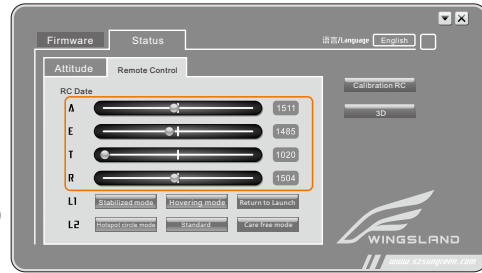 Firmware Status 语言/Language English
Attitude Remote Control
Calibration RC
RC Date
A 1511
3D
E 1485
T 1020
R 1504
L1 Stabilized mode Hovering mode Return to Launch
L2 Hotspot circle mode Standard Care free mode
WINGSLAND
www.szsungreen.com